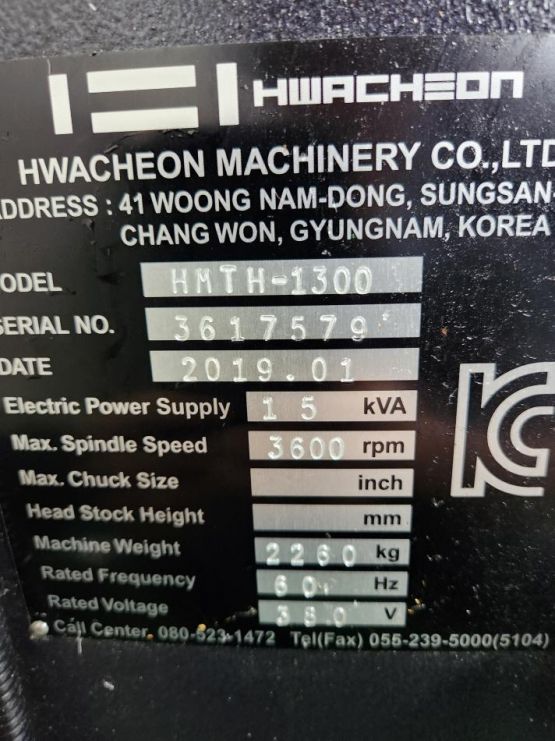 HWACHEON
HWACHEON MACHINERY CO.,LTD
ADDRESS : 41 WOONG NAM-DONG, SUNGSAN
CHANG WON, GYUNGNAM, KOREA
MODEL HMTH-1300
SERIAL NO. 3617579
DATE 2019.01
Electric Power Supply 15 kVA
Max. Spindle Speed 3600 rpm
Max. Chuck Size inch
Head Stock Height mm
Machine Weight 2260 kg
Rated Frequency 60 Hz
Rated Voltage 380 V
Call Center. 080-523-1472 Tel(Fax) 055-239-5000(5104)